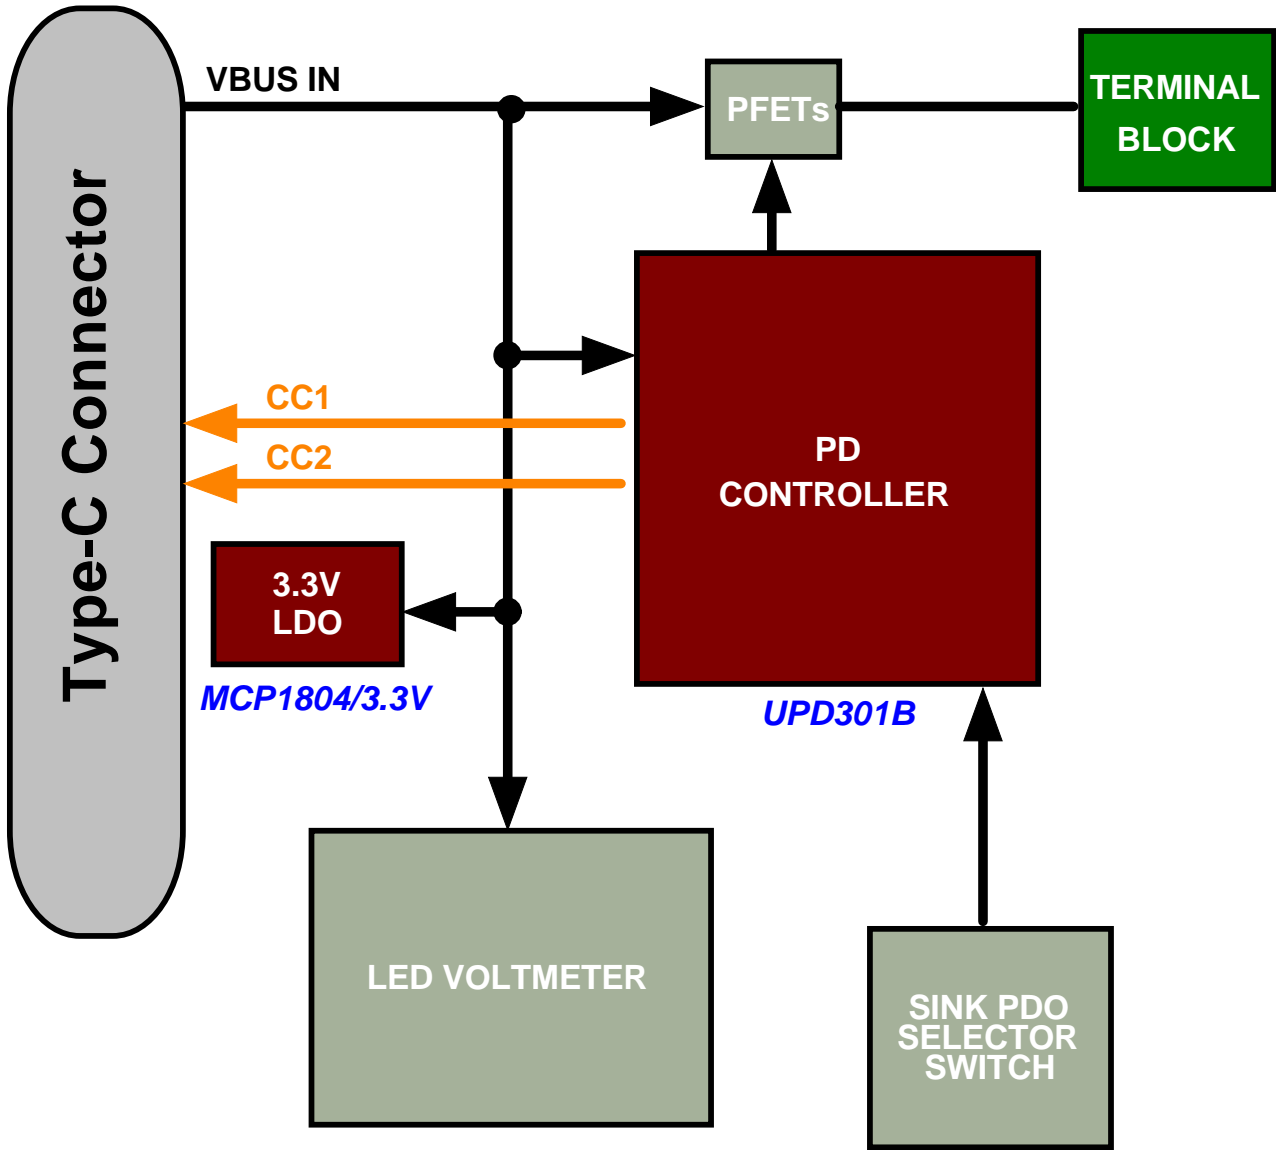 Type-C Connector
VBUS IN
PFETs
TERMINAL
BLOCK
CC1
CC2
PD
CONTROLLER
3.3V
LDO
MCP1804/3.3V
UPD301B
LED VOLTMETER
SINK PDO
SELECTOR
SWITCH